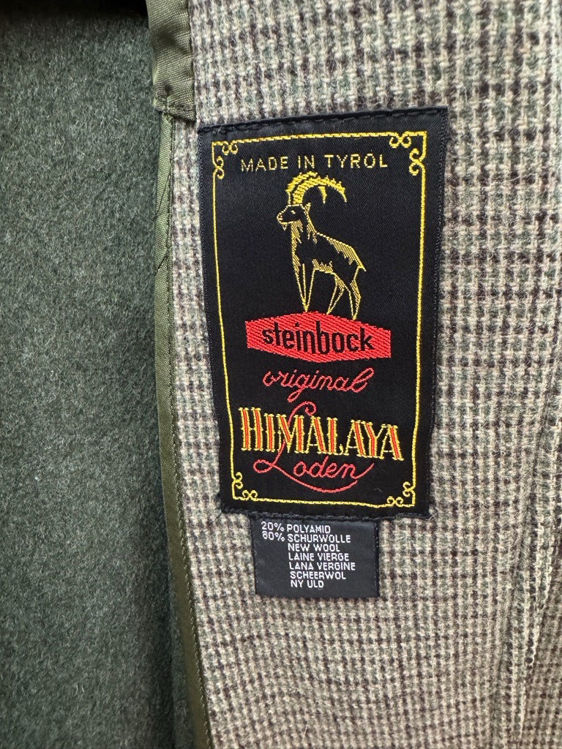 MADE IN TYROL
steinbock
original
HIMALAYA
Loden
20% POLYAMID
80% SCHURWOLLE
NEW WOOL
LAINE VIERGE
LANA VERGINE
SCHEERWOL
NY ULD